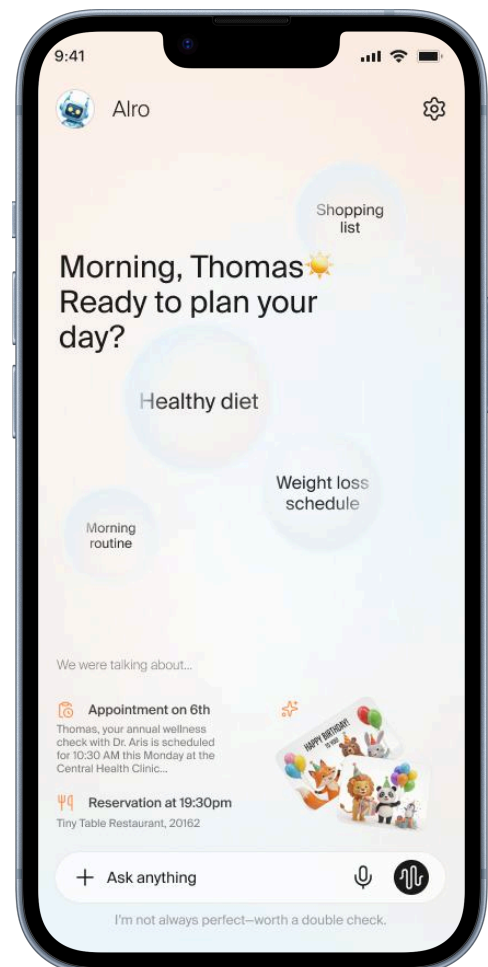 9:41
Alro
Shopping
list
Morning, Thomas☀️
Ready to plan your
day?
Healthy diet
Weight loss
schedule
Morning
routine
We were talking about...
Appointment on 6th
Thomas, your annual wellness
check with Dr. Aris is scheduled
for 10:30 AM this Monday at the
Central Health Clinic...
HAPPY BIRTHDAY!
TO YOU
Reservation at 19:30pm
Tiny Table Restaurant, 20162
Ask anything
I'm not always perfect—worth a double check.